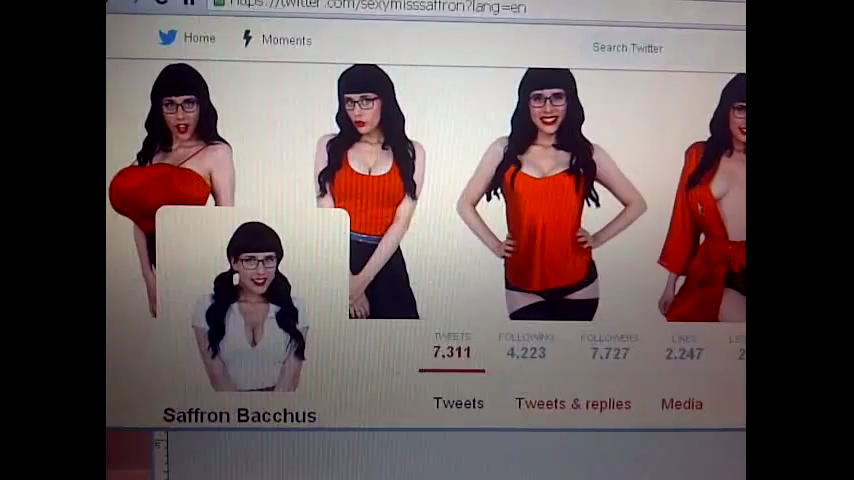 https://twitter.com/sexymisssaffron?lang=en
Home Moments Search Twitter
TWEETS FOLLOWING FOLLOWERS LIKES
7,311 4,223 7,727 2,247 2
Tweets Tweets & replies Media
Saffron Bacchus